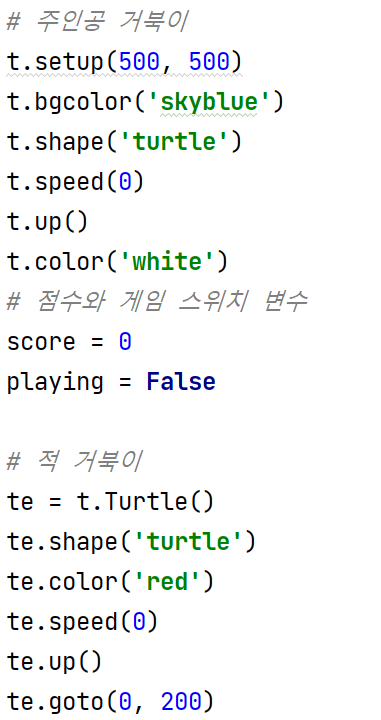 # 주인공 거북이
t.setup(500, 500)
t.bgcolor('skyblue')
t.shape('turtle')
t.speed(0)
t.up()
t.color('white')
# 점수와 게임 스위치 변수
score = 0
playing = False
# 적 거북이
te = t.Turtle()
te.shape('turtle')
te.color('red')
te.speed(0)
te.up()
te.goto(0, 200)